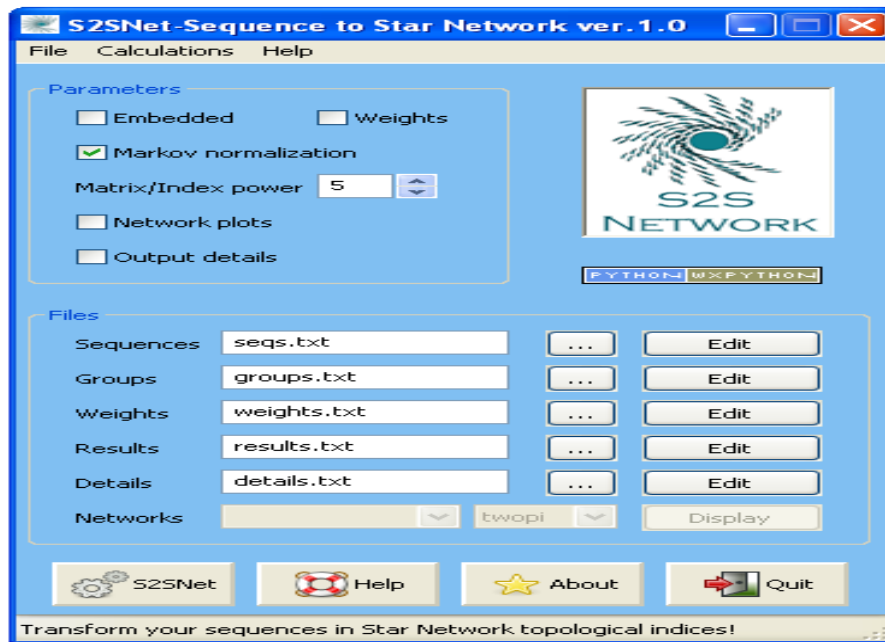 S2SNet-Sequence to Star Network ver.1.0
File Calculations Help
Parameters
Embedded Weights
Markov normalization
Matrix/Index power 5
Network plots
Output details
S2S
NETWORK
PYTHON WXPYTHON
Files
Sequences seqs.txt ... Edit
Groups groups.txt ... Edit
Weights weights.txt ... Edit
Results results.txt ... Edit
Details details.txt ... Edit
Networks twopi Display
S2SNet Help About Quit
Transform your sequences in Star Network topological indices!